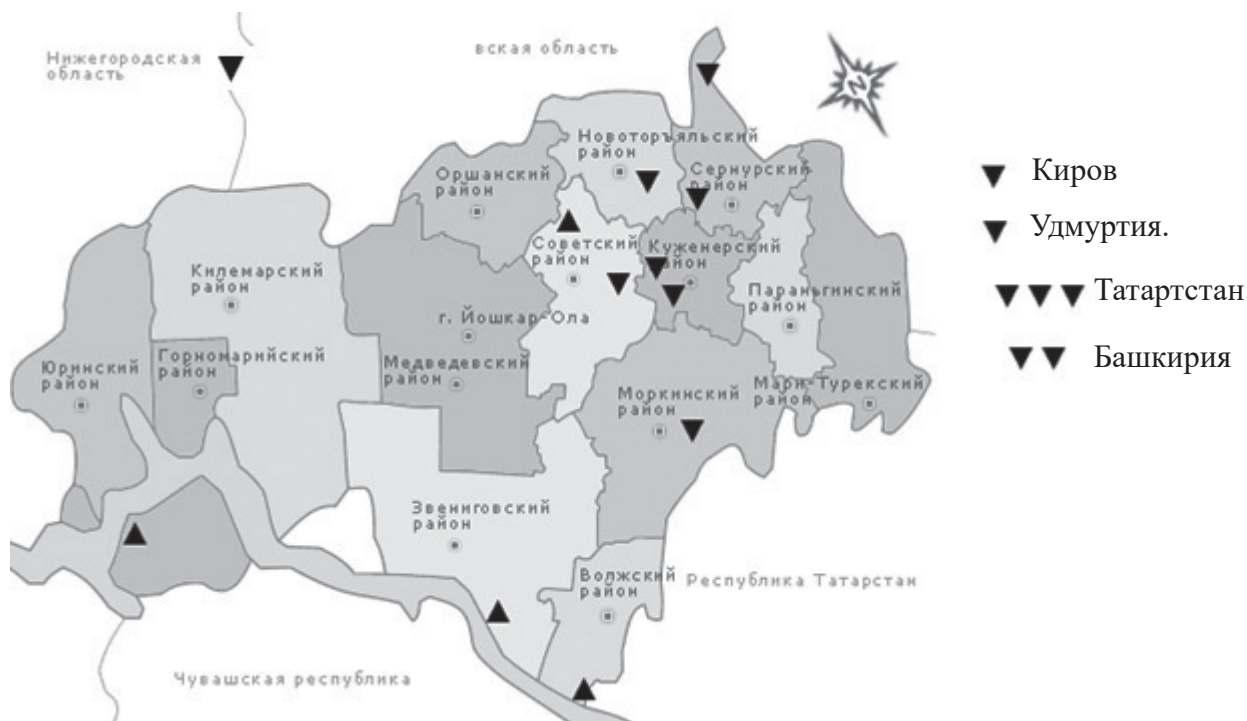 Нижегородская
область
вская область
Новоторъяльский
район
Оршанский
район
Сернурский
район
Советский
район
Куженерский
район
Килемарский
район
Параньгинский
район
г. Йошкар-Ола
Юринский
район
Горномарийский
район
Медведевский
район
Моркинский
район
Мари-Турекский
район
Звениговский
район
Волжский
район
Республика Татарстан
Чувашская республика
N
Киров
Удмуртия.
Татартстан
Башкирия